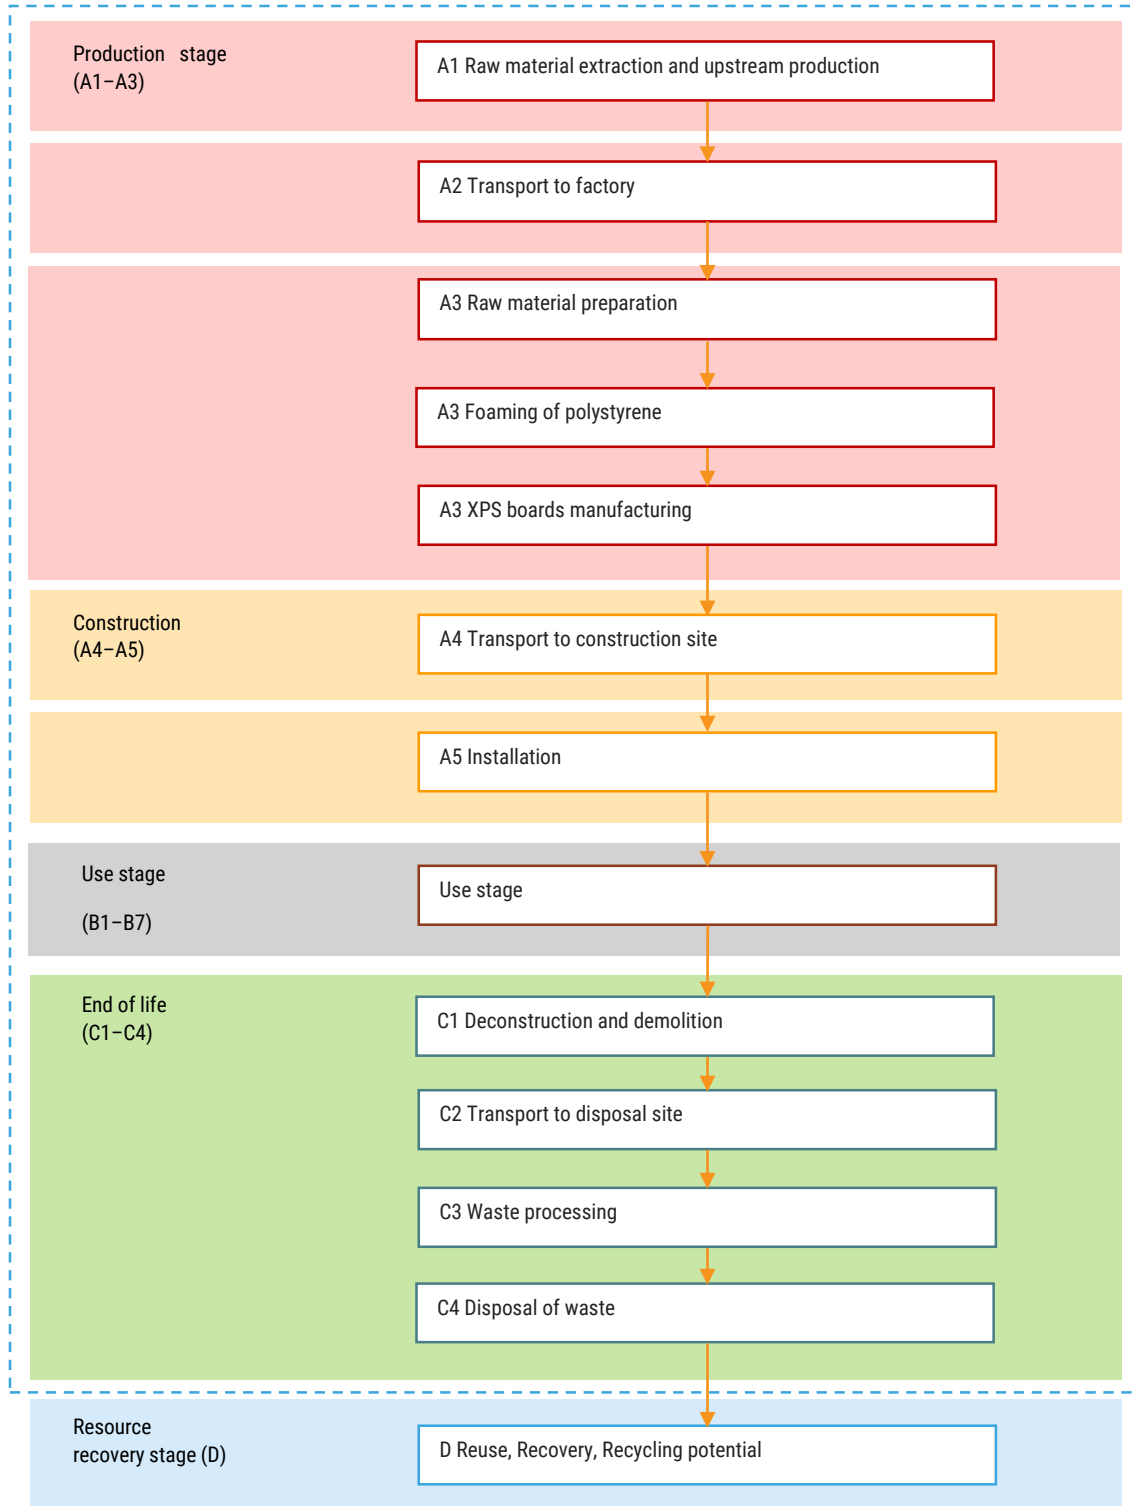 Production stage
(A1–A3)
A1 Raw material extraction and upstream production
A2 Transport to factory
A3 Raw material preparation
A3 Foaming of polystyrene
A3 XPS boards manufacturing
Construction
(A4–A5)
A4 Transport to construction site
A5 Installation
Use stage
(B1–B7)
Use stage
End of life
(C1–C4)
C1 Deconstruction and demolition
C2 Transport to disposal site
C3 Waste processing
C4 Disposal of waste
Resource
recovery stage (D)
D Reuse, Recovery, Recycling potential